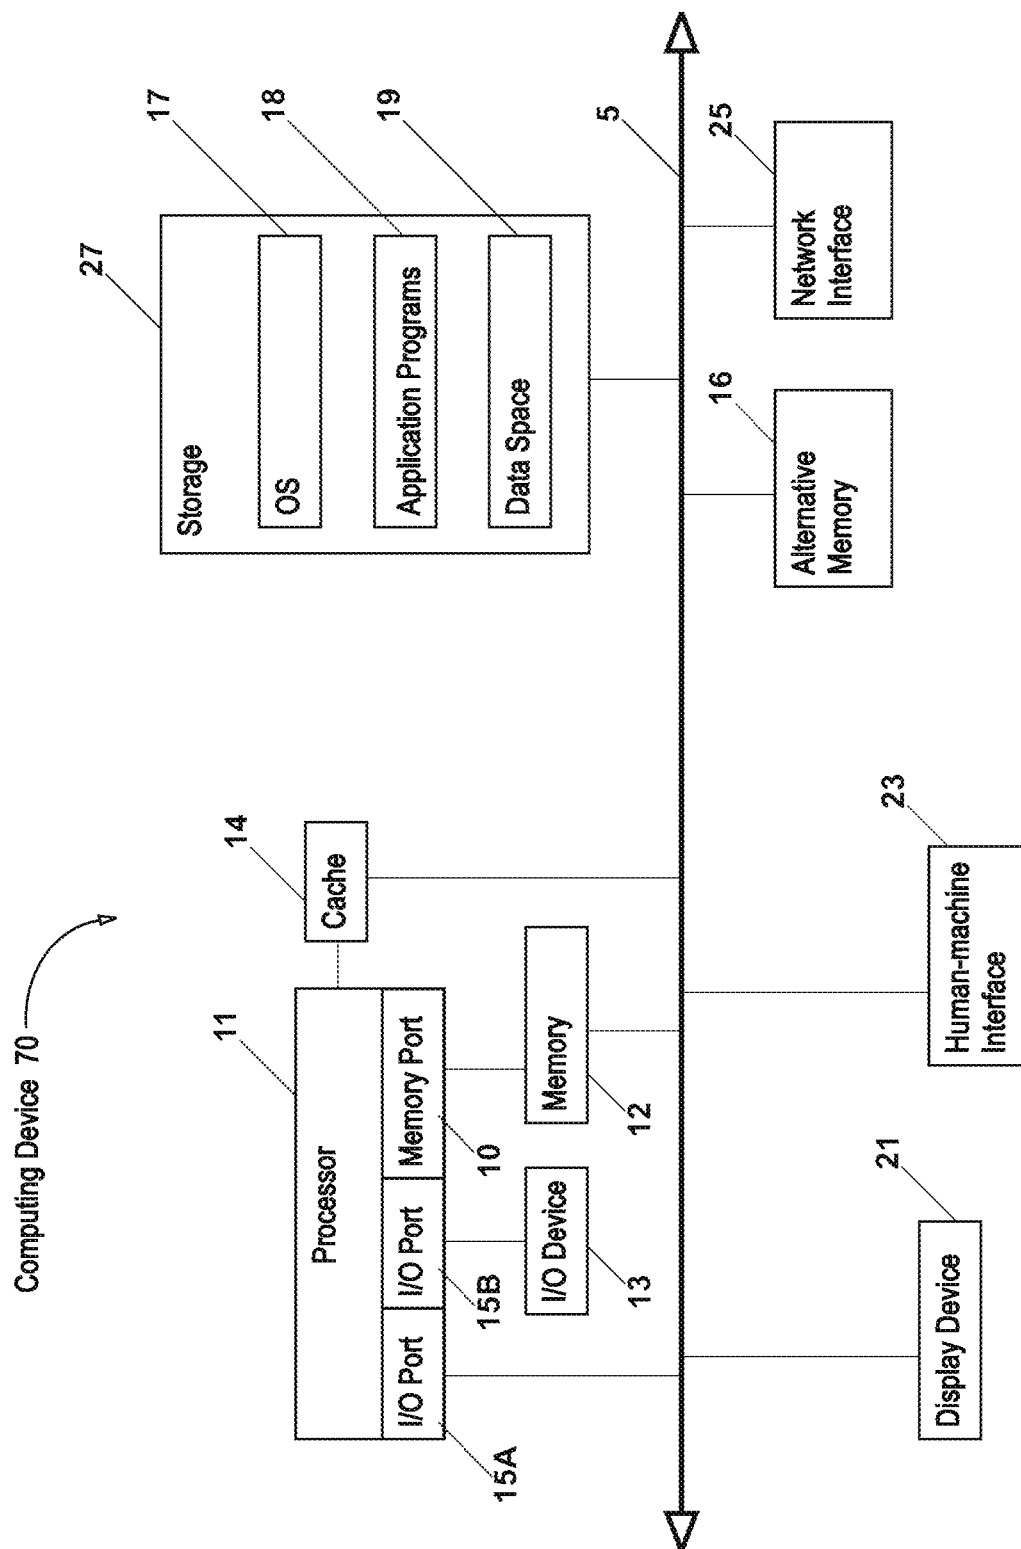 Computing Device 70
11
14
27
17
18
19
Processor
I/O Port
I/O Port
Memory Port
Cache
Storage
OS
Application Programs
Data Space
15A
15B
10
I/O Device
Memory
13
12
5
21
23
16
25
Display Device
Human-machine
Interface
Alternative
Memory
Network
Interface